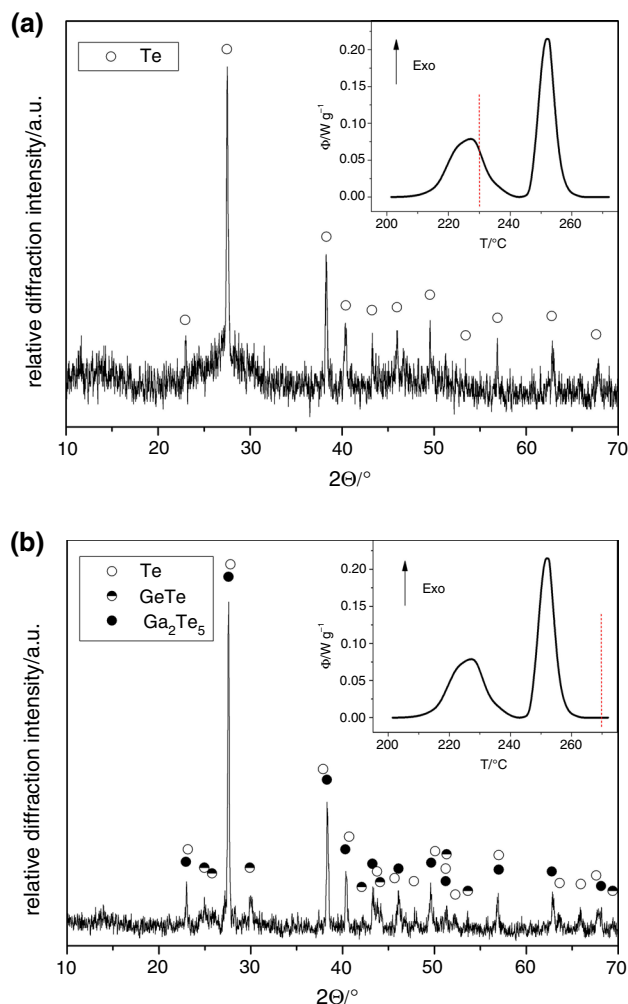 (a)
Te
Exo
Φ/W g⁻¹
0.20
0.15
0.10
0.05
0.00
200 220 240 260
T/°C
relative diffraction intensity/a.u.
10 20 30 40 50 60 70
2Θ/°
(b)
Te
GeTe
Ga₂Te₅
Exo
Φ/W g⁻¹
0.20
0.15
0.10
0.05
0.00
200 220 240 260
T/°C
relative diffraction intensity/a.u.
10 20 30 40 50 60 70
2Θ/°